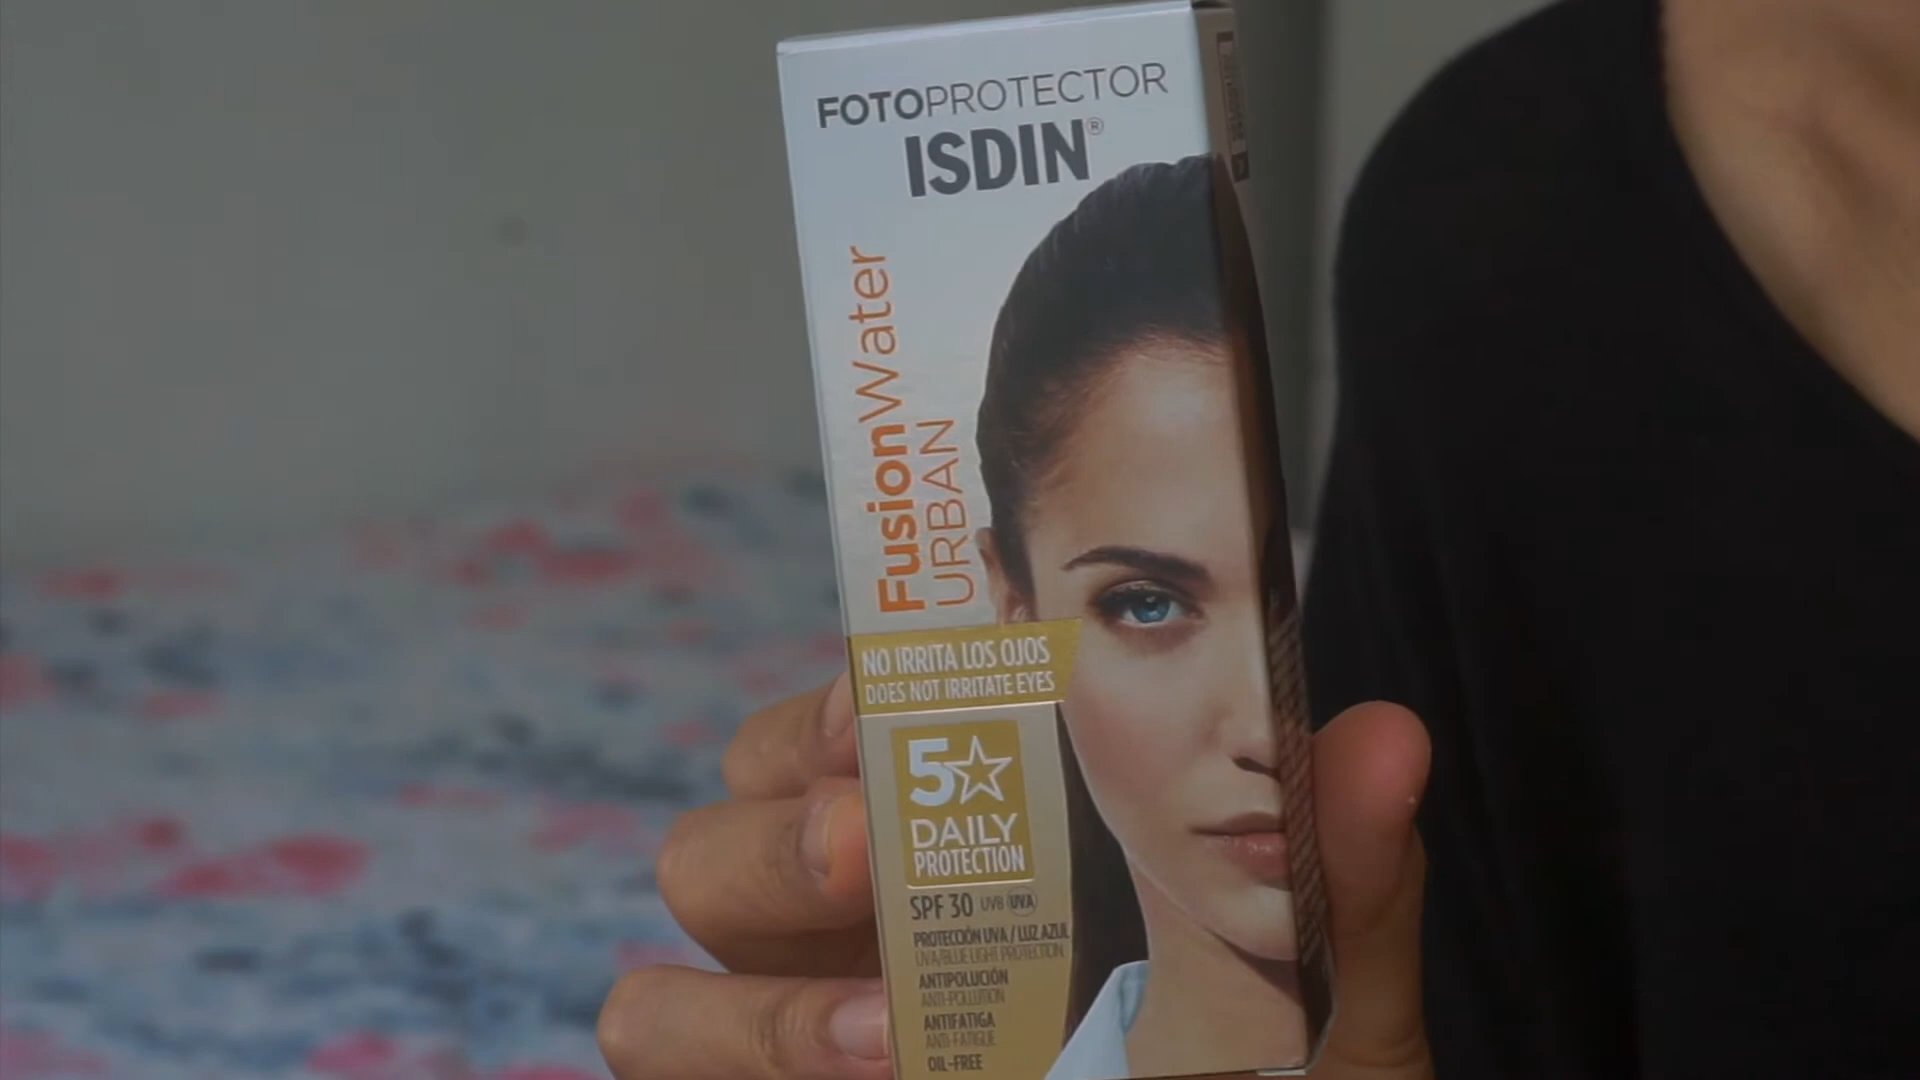 FOTOPROTECTOR
ISDIN®
FusionWater
URBAN
NO IRRITA LOS OJOS
DOES NOT IRRITATE EYES
5
DAILY
PROTECTION
SPF 30 UVB UVA
PROTECCIÓN UVA / LUZ AZUL
UVA/BLUE LIGHT PROTECTION
ANTIPOLUCIÓN
ANTI-POLLUTION
ANTIFATIGA
ANTI-FATIGUE
OIL-FREE